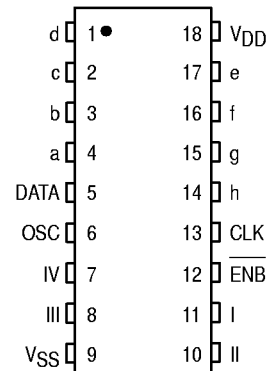 d 1 18 VDD
c 2 17 e
b 3 16 f
a 4 15 g
DATA 5 14 h
OSC 6 13 CLK
IV 7 12 ENB
III 8 11 I
VSS 9 10 II